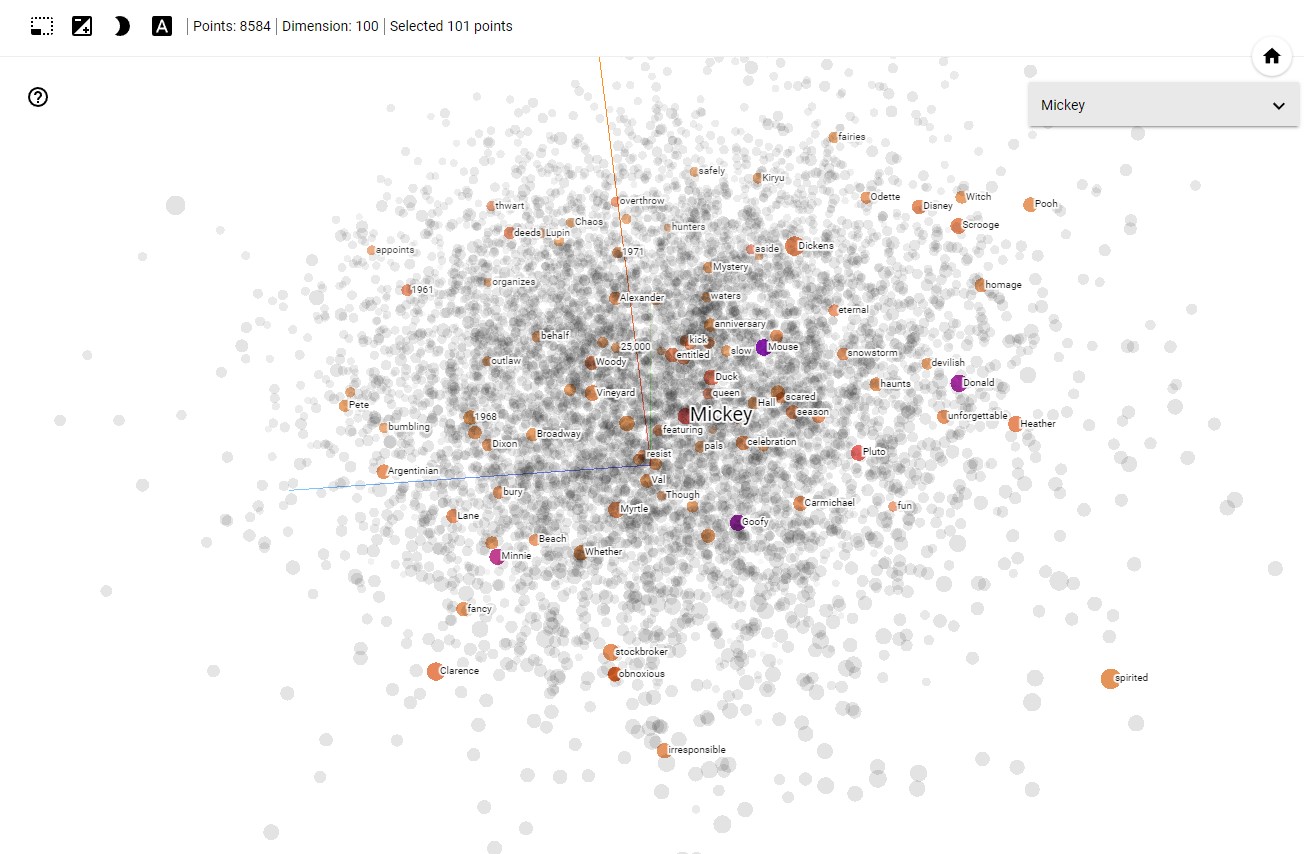 A
Points: 8584 | Dimension: 100 | Selected 101 points
Mickey
fairies
safely
Kiryu
overthrow
Odette
Disney
Witch
Pooh
thwart
Chaos
hunters
Scrooge
deeds
Lupin
aside
Dickens
appoints
1971
Mystery
organizes
homage
1961
Alexander
waters
eternal
anniversary
behalf
kick
25,000
entitled
slow
Mouse
snowstorm
outlaw
Woody
devilish
Duck
Donald
haunts
Vineyard
queen
Hall
scared
Pete
season
1968
Mickey
unforgettable
Heather
bumbling
Broadway
featuring
Dixon
pals
celebration
resist
Pluto
Argentinian
Val
bury
Though
Carmichael
fun
Lane
Myrtle
Goofy
Beach
Minnie
Whether
fancy
stockbroker
Clarence
obnoxious
spirited
irresponsible